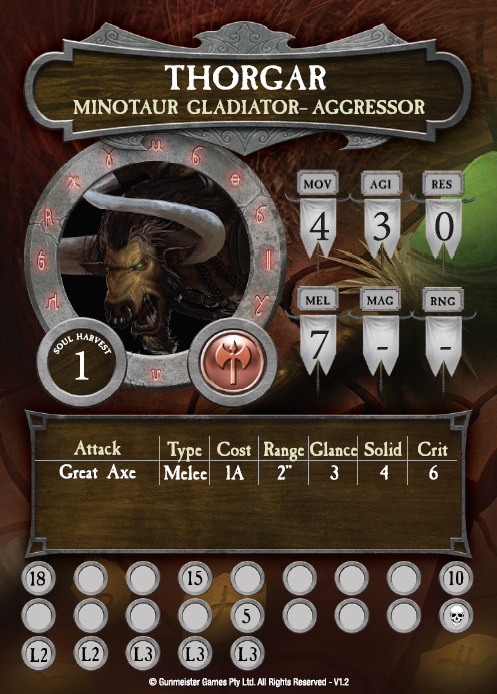 THORGAR
MINOTAUR GLADIATOR- AGGRESSOR
MOV AGI RES
4 3 0
MEL MAG RNG
7 - -
SOUL HARVEST
1
Attack Type Cost Range Glance Solid Crit
Great Axe Melee 1A 2" 3 4 6
18 15 10
5
L2 L2 L3 L3 L3
© Gunmeister Games Pty Ltd. All Rights Reserved - V1.2